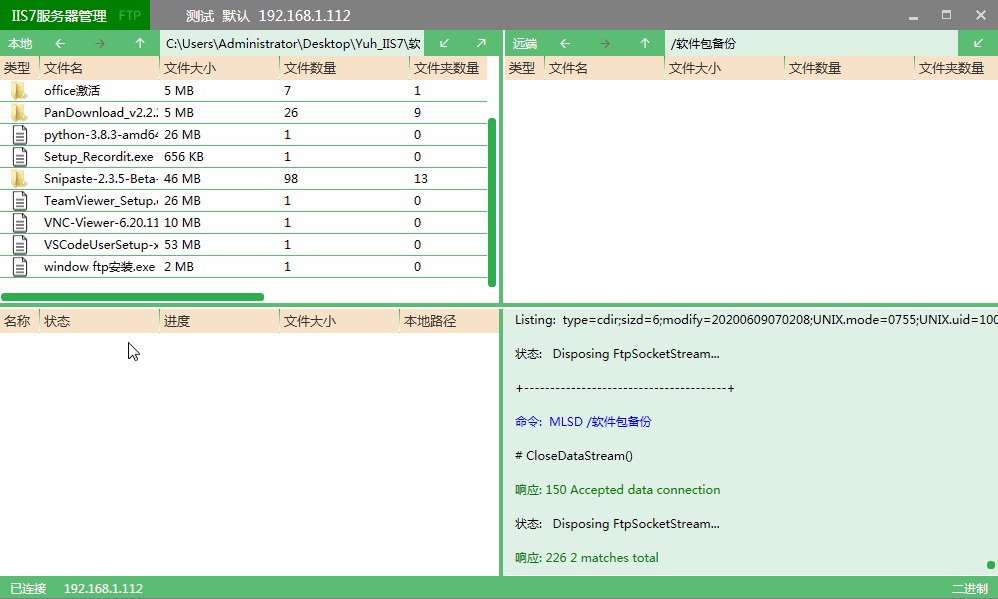 IIS7服务器管理 FTP 测试 默认 192.168.1.112
本地 C:\Users\Administrator\Desktop\Yuh_IIS7\软
类型 文件名 文件大小 文件数量 文件夹数量
office激活 5 MB 7 1
PanDownload_v2.2. 5 MB 26 9
python-3.8.3-amd64 26 MB 1 0
Setup_Recordit.exe 656 KB 1 0
Snipaste-2.3.5-Beta- 46 MB 98 13
TeamViewer_Setup. 26 MB 1 0
VNC-Viewer-6.20.11 10 MB 1 0
VSCodeUserSetup-x 53 MB 1 0
window ftp安装.exe 2 MB 1 0
远端 /软件包备份
类型 文件名 文件大小 文件数量 文件夹数量
名称 状态 进度 文件大小 本地路径
Listing: type=cdir;sizd=6;modify=20200609070208;UNIX.mode=0755;UNIX.uid=100
状态: Disposing FtpSocketStream...
+----------------------------------------+
命令: MLSD /软件包备份
# CloseDataStream()
响应: 150 Accepted data connection
状态: Disposing FtpSocketStream...
响应: 226 2 matches total
已连接 192.168.1.112 二进制